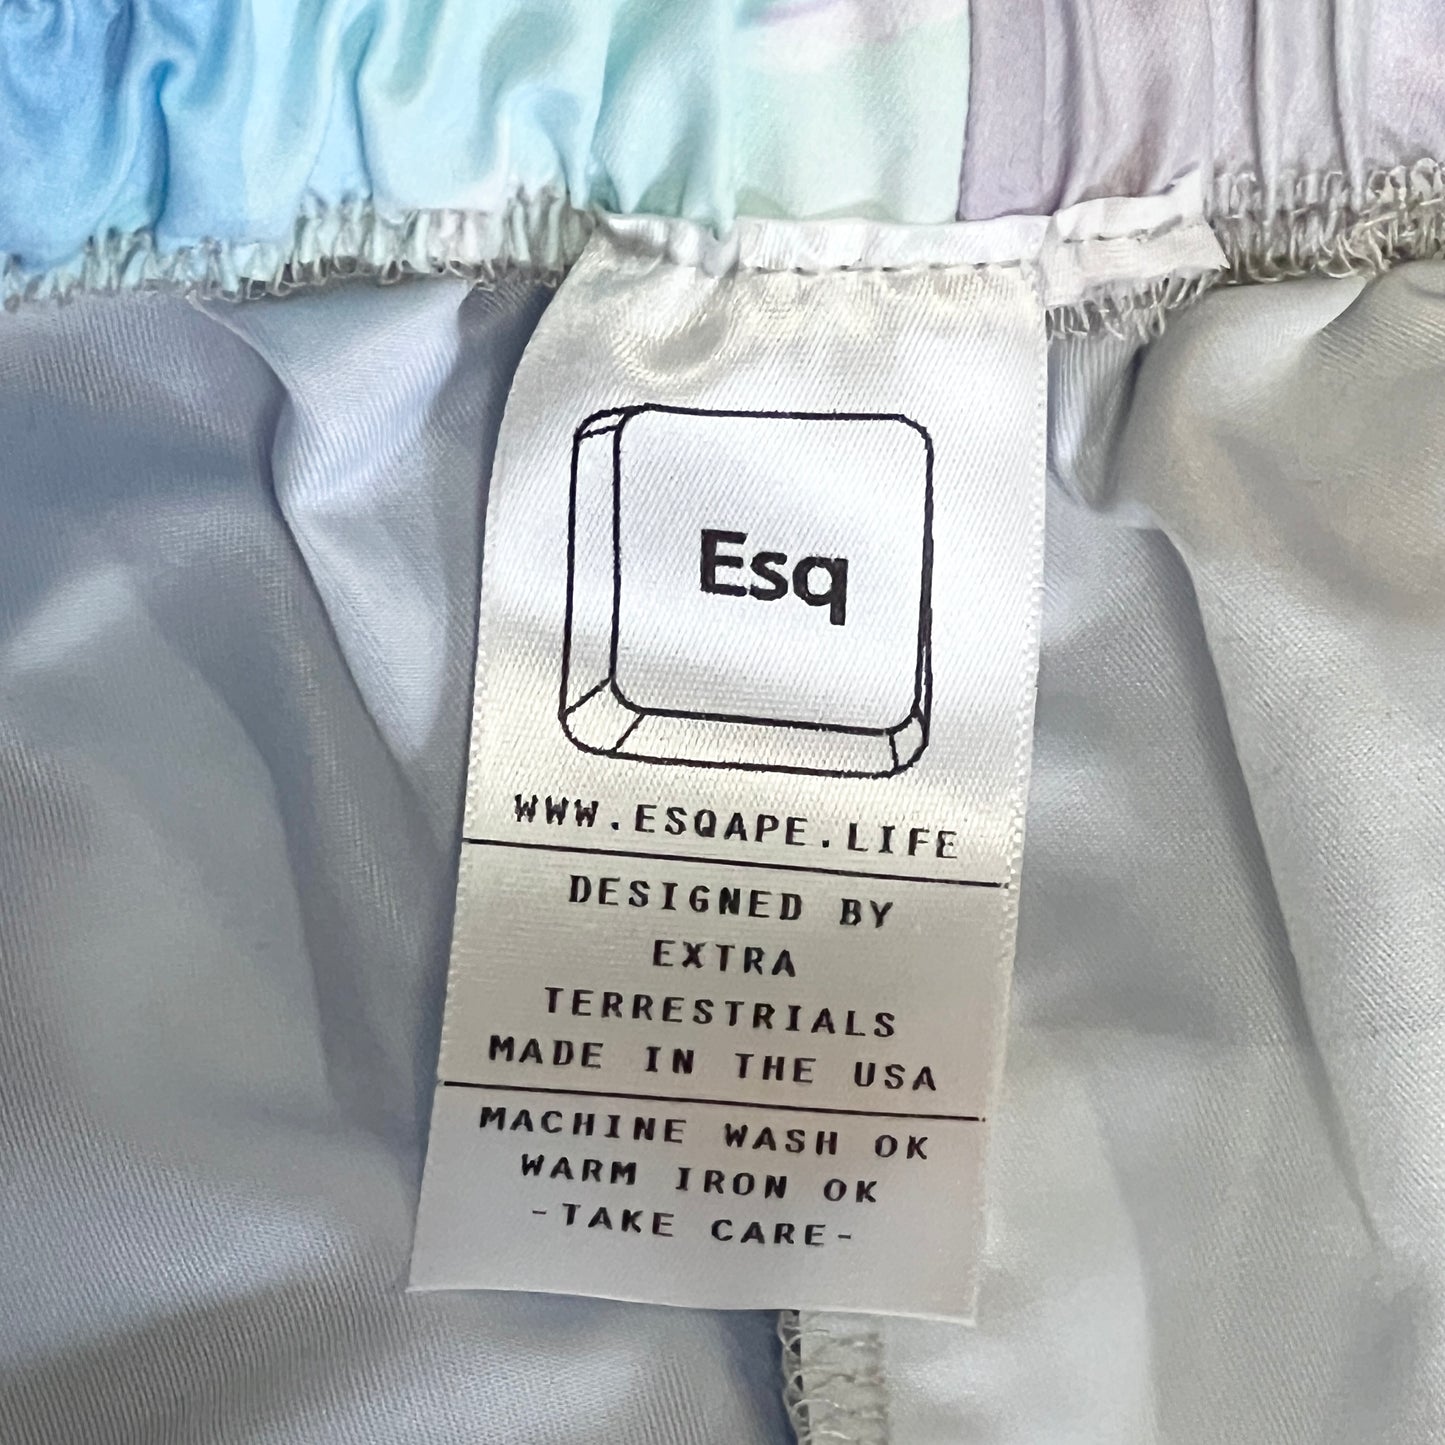 Esq
WWW.ESQAPE.LIFE
DESIGNED BY
EXTRA
TERRESTRIALS
MADE IN THE USA
MACHINE WASH OK
WARM IRON OK
-TAKE CARE-